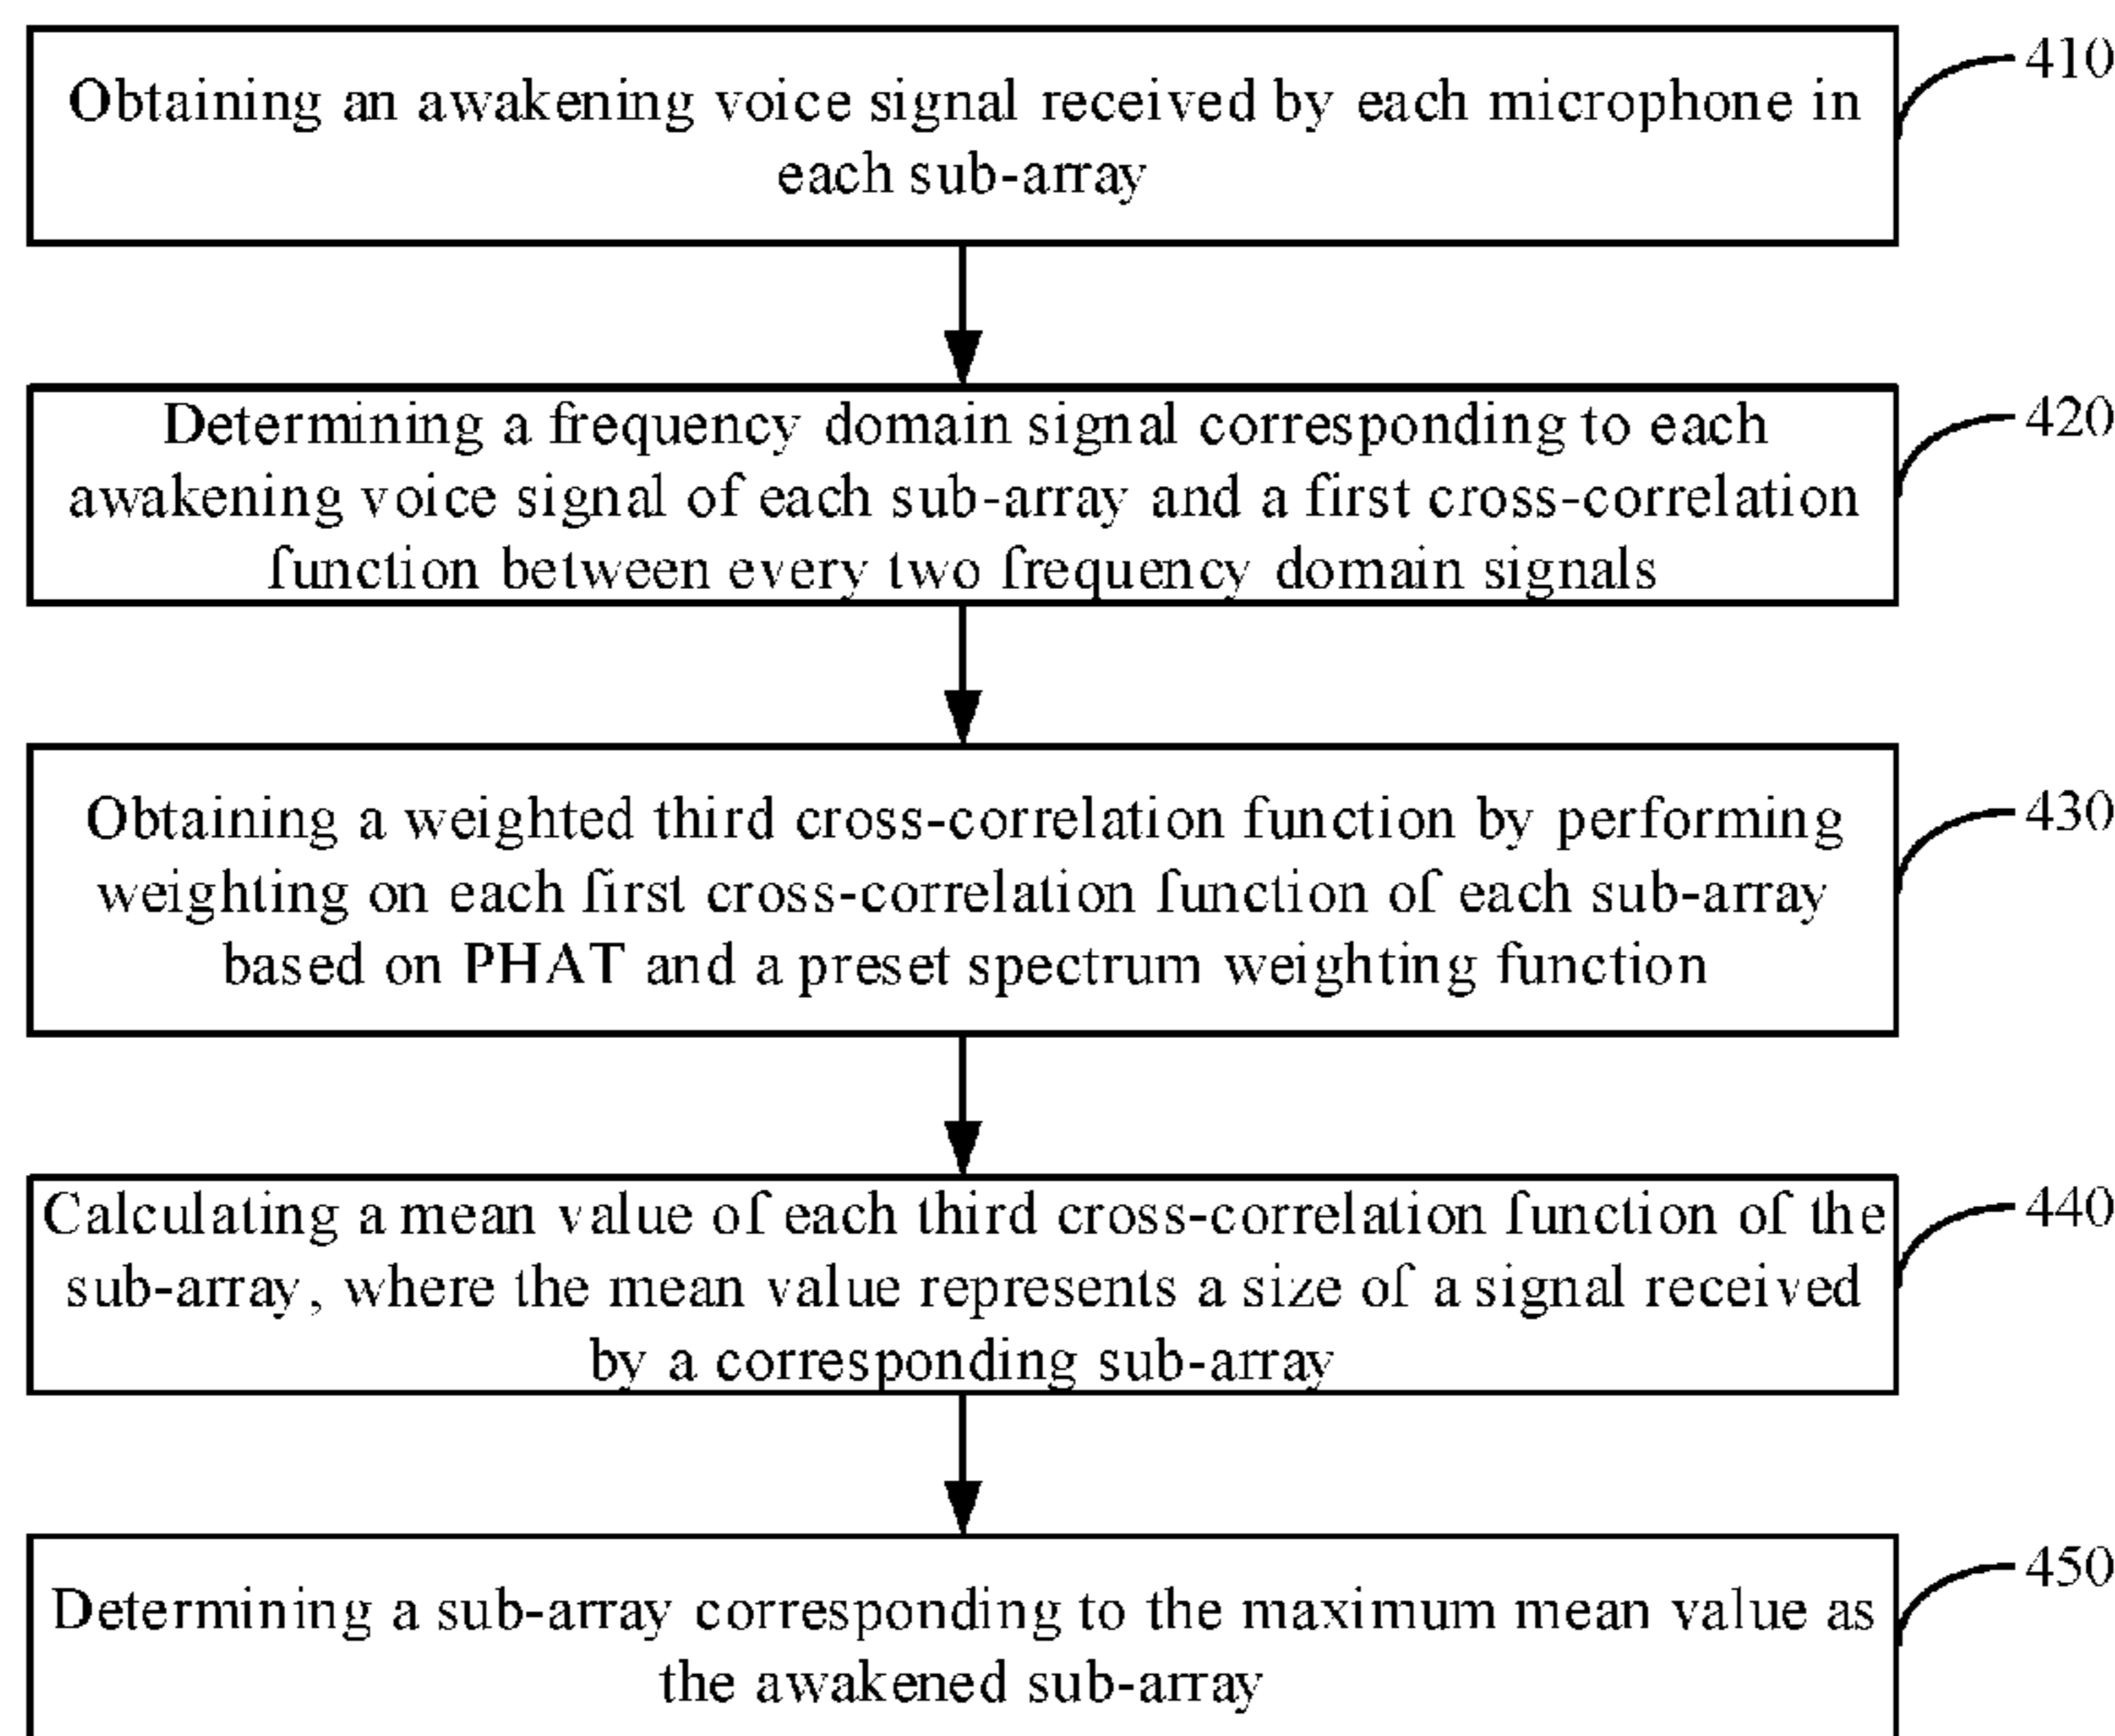 Obtaining an awakening voice signal received by each microphone in
each sub-array
410
Determining a frequency domain signal corresponding to each
awakening voice signal of each sub-array and a first cross-correlation
function between every two frequency domain signals
420
Obtaining a weighted third cross-correlation function by performing
weighting on each first cross-correlation function of each sub-array
based on PHAT and a preset spectrum weighting function
430
Calculating a mean value of each third cross-correlation function of the
sub-array, where the mean value represents a size of a signal received
by a corresponding sub-array
440
Determining a sub-array corresponding to the maximum mean value as
the awakened sub-array
450